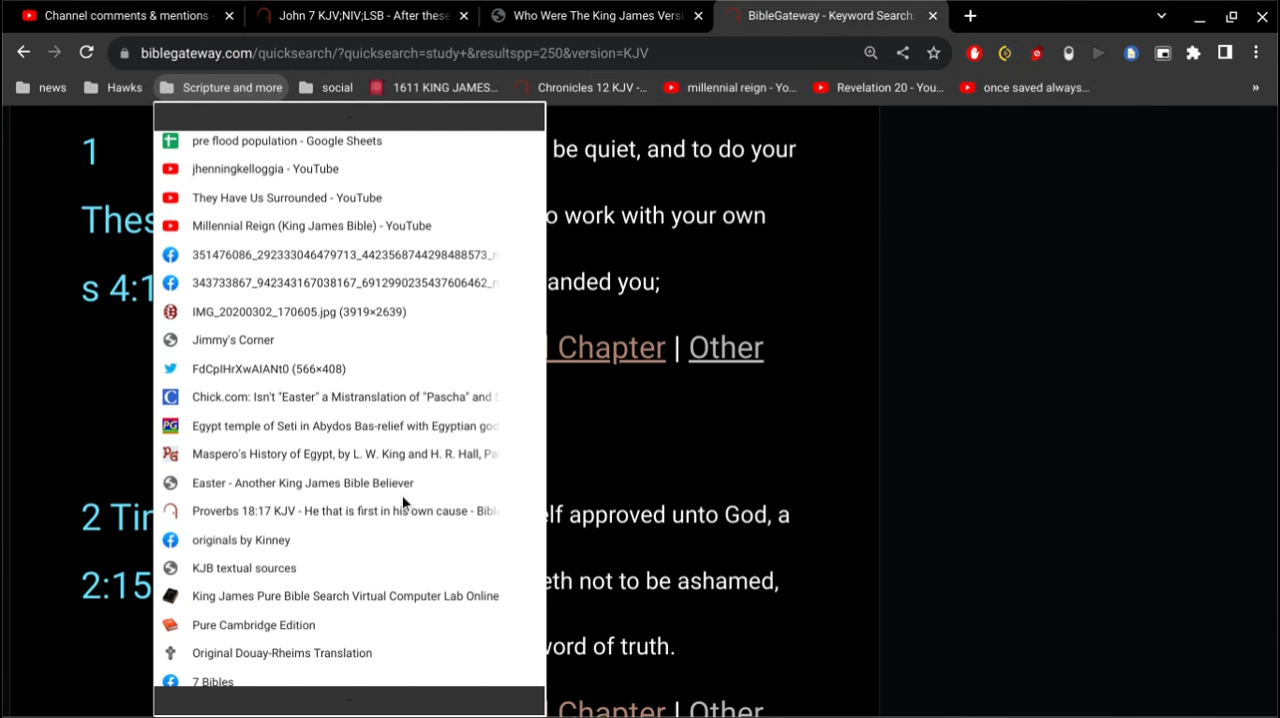 Channel comments & mentions
John 7 KJV;NIV;LSB - After these
Who Were The King James Versi
BibleGateway - Keyword Search:
biblegateway.com/quicksearch/?quicksearch=study+&resultspp=250&version=KJV
news
Hawks
Scripture and more
social
1611 KING JAMES...
Chronicles 12 KJV -...
millennial reign - Yo...
Revelation 20 - You...
once saved always...
»
pre flood population - Google Sheets
jhenningkelloggia - YouTube
They Have Us Surrounded - YouTube
Millennial Reign (King James Bible) - YouTube
351476086_292333046479713_4423568744298488573_n
343733867_942343167038167_6912990235437606462_n
IMG_20200302_170605.jpg (3919×2639)
Jimmy's Corner
FdCpIHrXwAIANt0 (566×408)
Chick.com: Isn't "Easter" a Mistranslation of "Pascha" and S
Egypt temple of Seti in Abydos Bas-relief with Egyptian god
Maspero's History of Egypt, by L. W. King and H. R. Hall, Pa
Easter - Another King James Bible Believer
Proverbs 18:17 KJV - He that is first in his own cause - Bibl
originals by Kinney
KJB textual sources
King James Pure Bible Search Virtual Computer Lab Online
Pure Cambridge Edition
Original Douay-Rheims Translation
7 Bibles
1
Thes
s 4:1
be quiet, and to do your
o work with your own
anded you;
Chapter | Other
2 Tim
2:15
elf approved unto God, a
eth not to be ashamed,
word of truth.
Chapter | Other